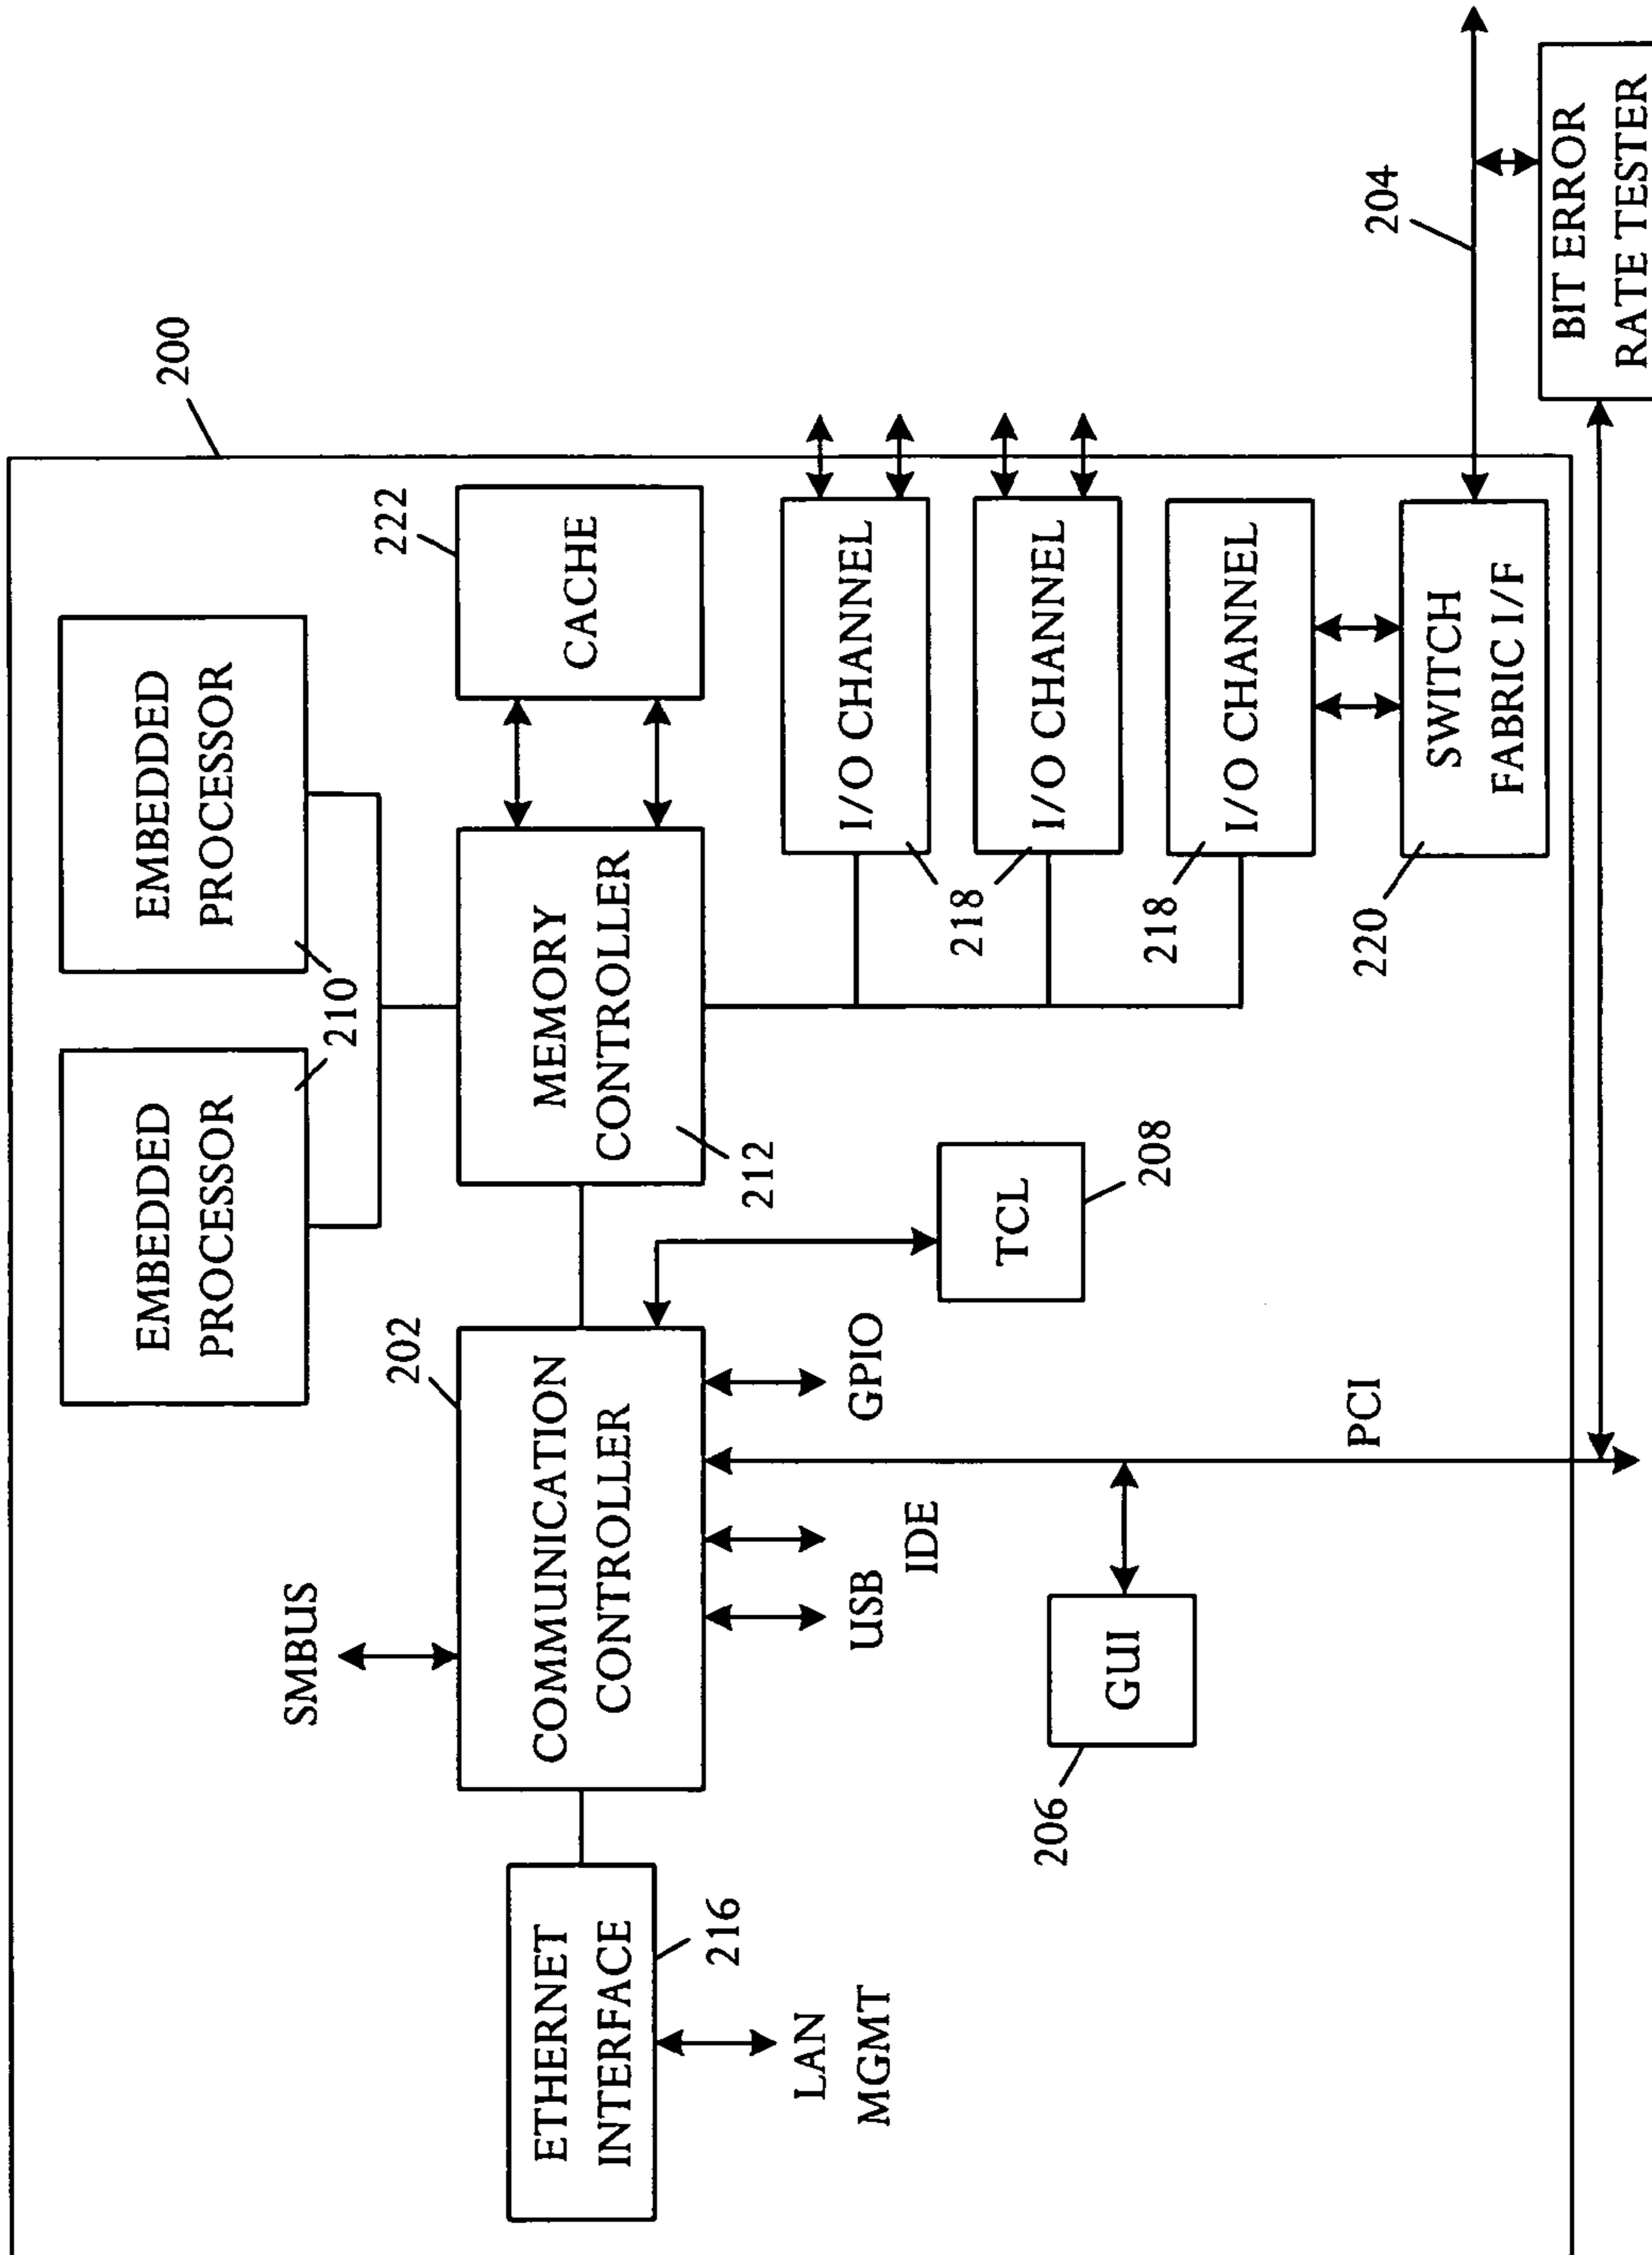 200
EMBEDDED
PROCESSOR
EMBEDDED
PROCESSOR
210
SMBUS
202
222
ETHERNET
INTERFACE
216
COMMUNICATION
CONTROLLER
MEMORY
CONTROLLER
212
CACHE
LAN
MGMT
USB
IDE
GPIO
TCL
208
I/O CHANNEL
218
I/O CHANNEL
GUI
206
218
I/O CHANNEL
PCI
220
SWITCH
FABRIC I/F
204
BIT ERROR
RATE TESTER